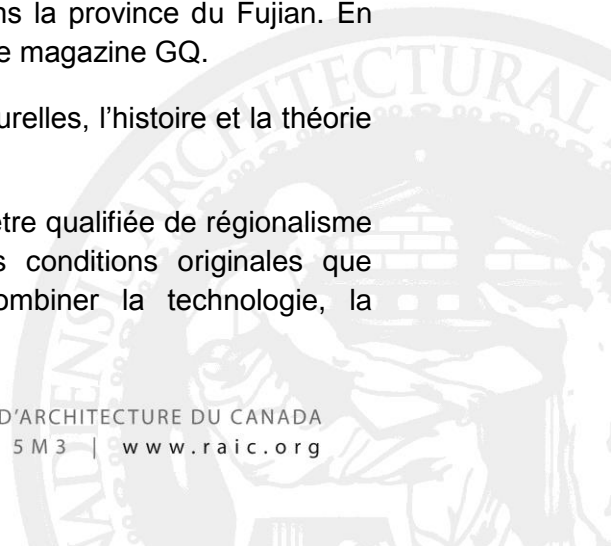 ns la province du Fujian. En
e magazine GQ.
urelles, l’histoire et la théorie
être qualifiée de régionalisme
s conditions originales que
ombiner la technologie, la
D'ARCHITECTURE DU CANADA
5M3 | www.raic.org
ARCHITECTURAL